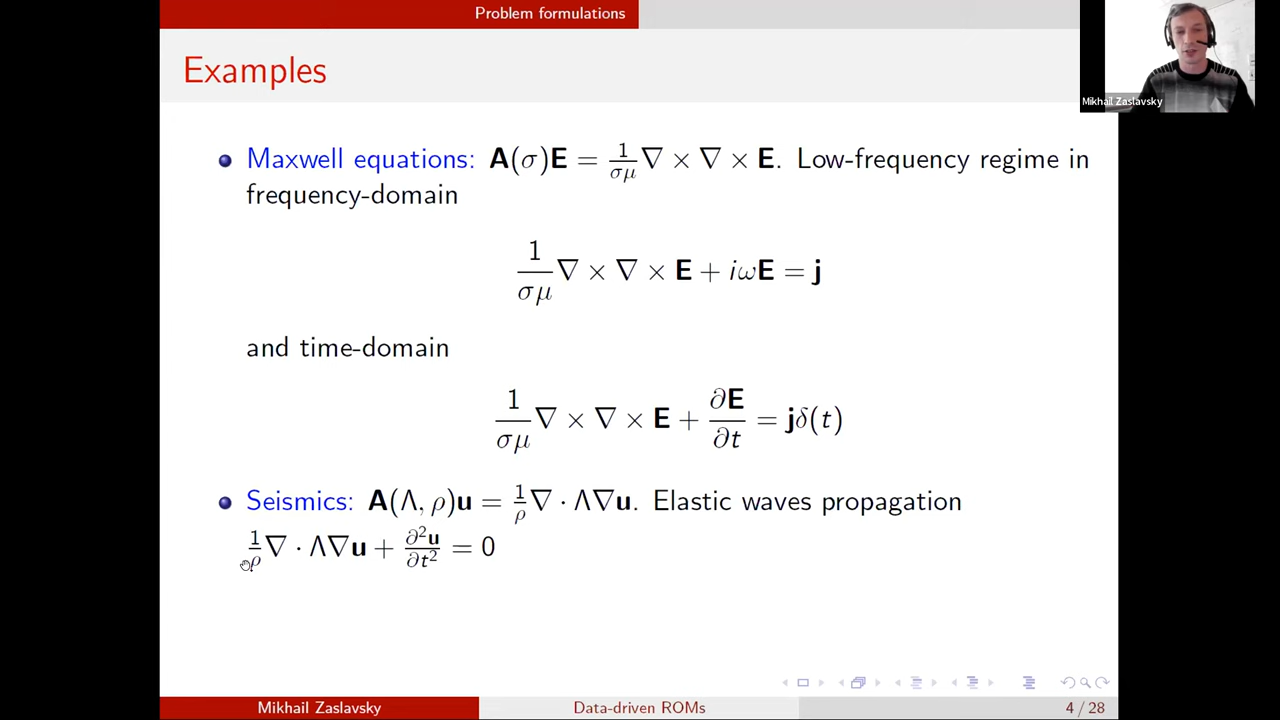 Problem formulations
Examples
Mikhail Zaslavsky
Maxwell equations: A(σ)E = 1/σμ ∇ × ∇ × E. Low-frequency regime in
frequency-domain
1/σμ ∇ × ∇ × E + iωE = j
and time-domain
1/σμ ∇ × ∇ × E + ∂E/∂t = jδ(t)
Seismics: A(Λ, ρ)u = 1/ρ ∇ · Λ∇u. Elastic waves propagation
1/ρ ∇ · Λ∇u + ∂²u/∂t² = 0
Mikhail Zaslavsky Data-driven ROMs 4 / 28